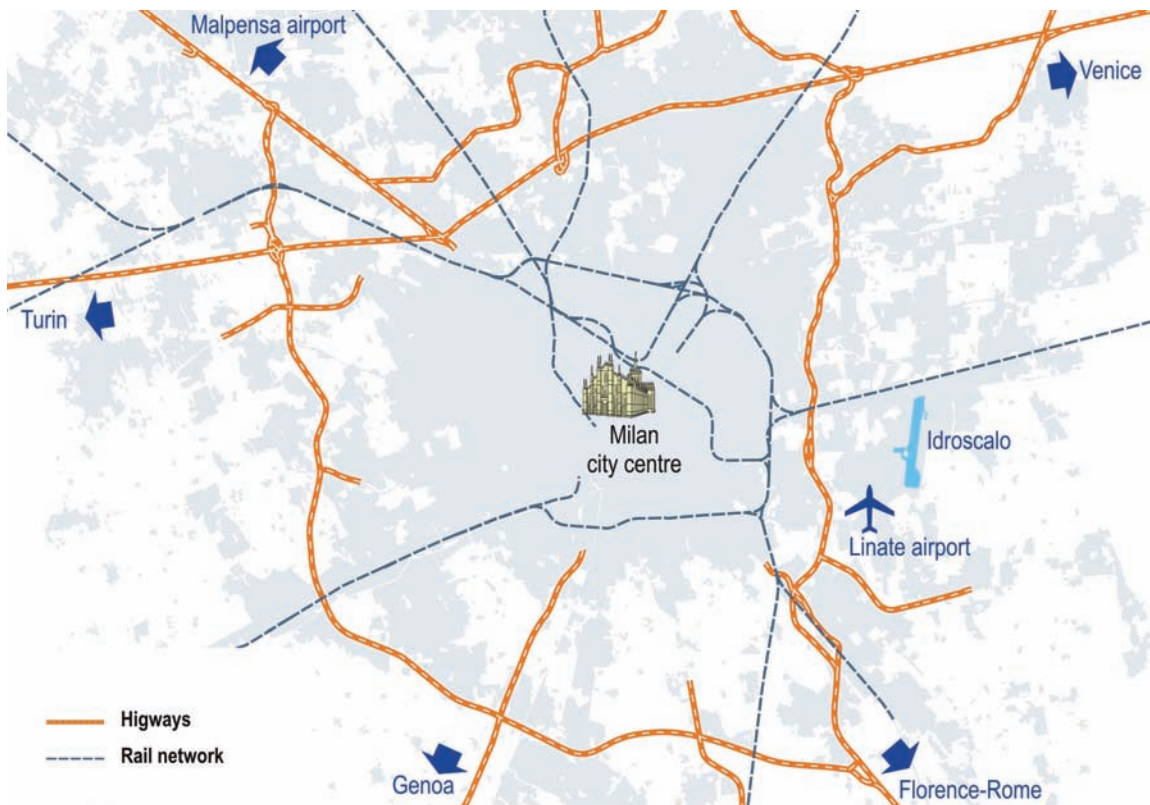 Malpensa airport
Venice
Turin
Milan
city centre
Idroscalo
Linate airport
Higways
Rail network
Genoa
Florence-Rome